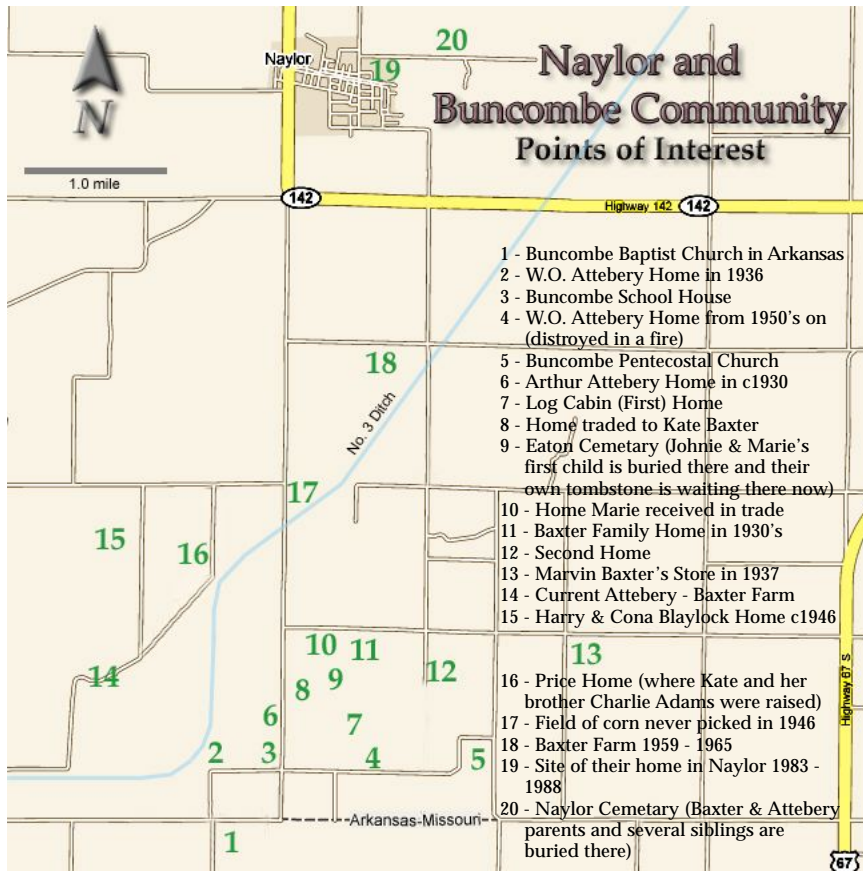 20
Naylor
19
Naylor and
Buncombe Community
Points of Interest
N
1.0 mile
142
Highway 142
142
1 - Buncombe Baptist Church in Arkansas
2 - W.O. Attebery Home in 1936
3 - Buncombe School House
4 - W.O. Attebery Home from 1950's on
(distroyed in a fire)
5 - Buncombe Pentecostal Church
6 - Arthur Attebery Home in c1930
7 - Log Cabin (First) Home
8 - Home traded to Kate Baxter
9 - Eaton Cemetary (Johnie & Marie's
first child is buried there and their
own tombstone is waiting there now)
10 - Home Marie received in trade
11 - Baxter Family Home in 1930's
12 - Second Home
13 - Marvin Baxter's Store in 1937
14 - Current Attebery - Baxter Farm
15 - Harry & Cona Blaylock Home c1946
16 - Price Home (where Kate and her
brother Charlie Adams were raised)
17 - Field of corn never picked in 1946
18 - Baxter Farm 1959 - 1965
19 - Site of their home in Naylor 1983 -
1988
20 - Naylor Cemetary (Baxter & Attebery
parents and several siblings are
buried there)
18
No. 3 Ditch
17
15
16
10
11
13
12
14
9
8
6
7
2
3
4
5
Highway 67 S
Arkansas-Missouri
1
67